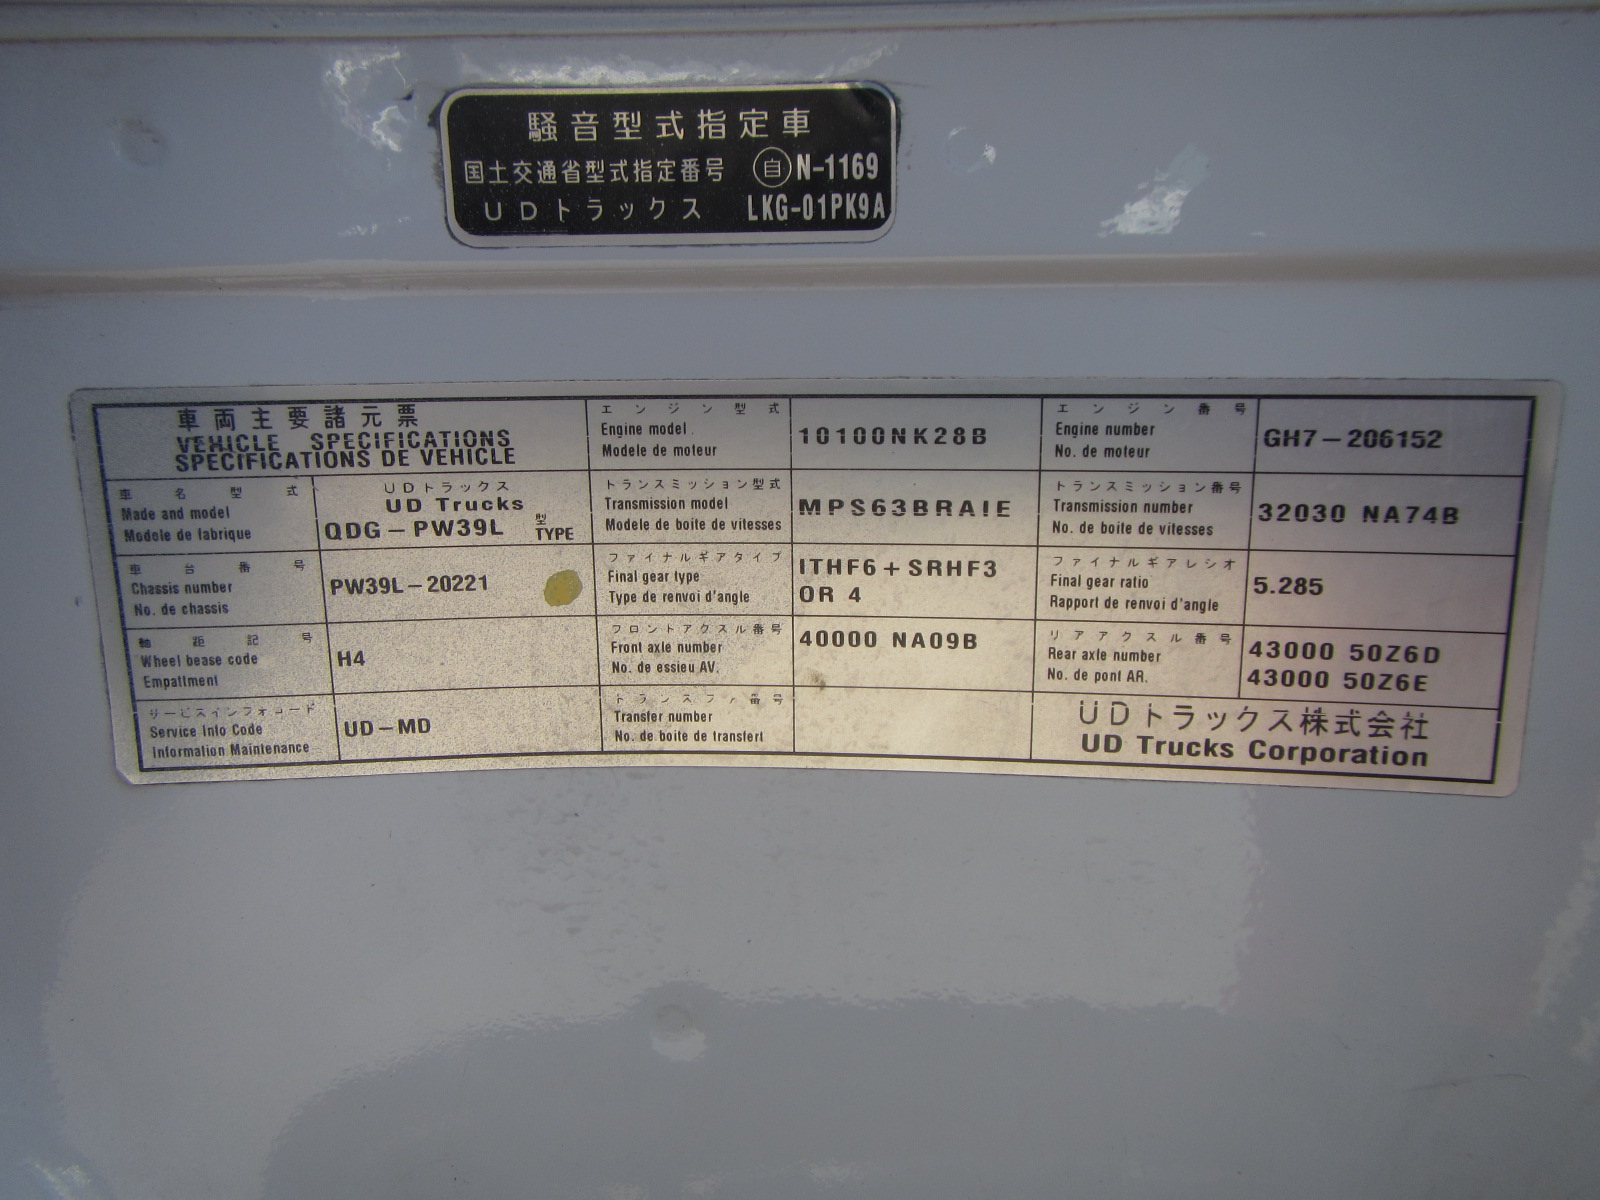 騒音型式指定車
国土交通省型式指定番号 自 N-1169
UDトラックス LKG-01PK9A
車両主要諸元票
VEHICLE SPECIFICATIONS
SPECIFICATIONS DE VEHICLE
エンジン型式
Engine model
Modele de moteur
10100NK28B
エンジン番号
Engine number
No. de moteur
GH7-206152
車名型式
Made and model
Modole de fabrique
UDトラックス
UD Trucks
QDG-PW39L 型 TYPE
トランスミッション型式
Transmission model
Modele de boite de vitesses
MPS63BRAIE
トランスミッション番号
Transmission number
No. de boite de vitesses
32030 NA74B
車台番号
Chassis number
No. de chassis
PW39L-20221
ファイナルギアタイプ
Final gear type
Type de renvoi d'angle
ITHF6+SRHF3
OR 4
ファイナルギアレシオ
Final gear ratio
Rapport de renvoi d'angle
5.285
軸距記号
Wheel bease code
Empattment
H4
フロントアクスル番号
Front axle number
No. de essieu AV.
40000 NA09B
リアアクスル番号
Rear axle number
No. de pont AR.
43000 50Z6D
43000 50Z6E
サービスインフォコード
Service Info Code
Information Maintenance
UD-MD
トランスファ番号
Transfer number
No. de boite de transfert
UDトラックス株式会社
UD Trucks Corporation